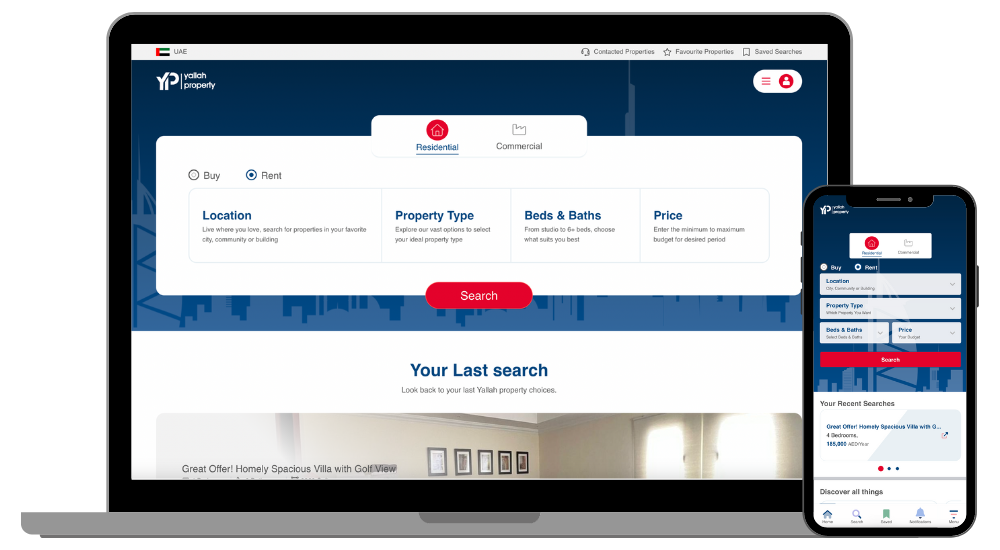 UAE
Contacted Properties
Favourite Properties
Saved Searches
YP yallah
property
Residential
Commercial
Buy
Rent
Location
Live where you love, search for properties in your favorite
city, community or building
Property Type
Explore our vast options to select
your ideal property type
Beds & Baths
From studio to 6+ beds, choose
what suits you best
Price
Enter the minimum to maximum
budget for desired period
Search
Your Last search
Look back to your last Yallah property choices.
Great Offer! Homely Spacious Villa with Golf View
YP yallah
property
Residential
Commercial
Buy
Rent
Location
City, Community or Building
Property Type
Which Property You Want
Beds & Baths
Select Beds & Baths
Price
Your Budget
Search
Your Recent Searches
Great Offer! Homely Spacious Villa with G...
4 Bedrooms,
165,000 AED/Year
Discover all things
Home
Search
Saved
Notifications
Menu